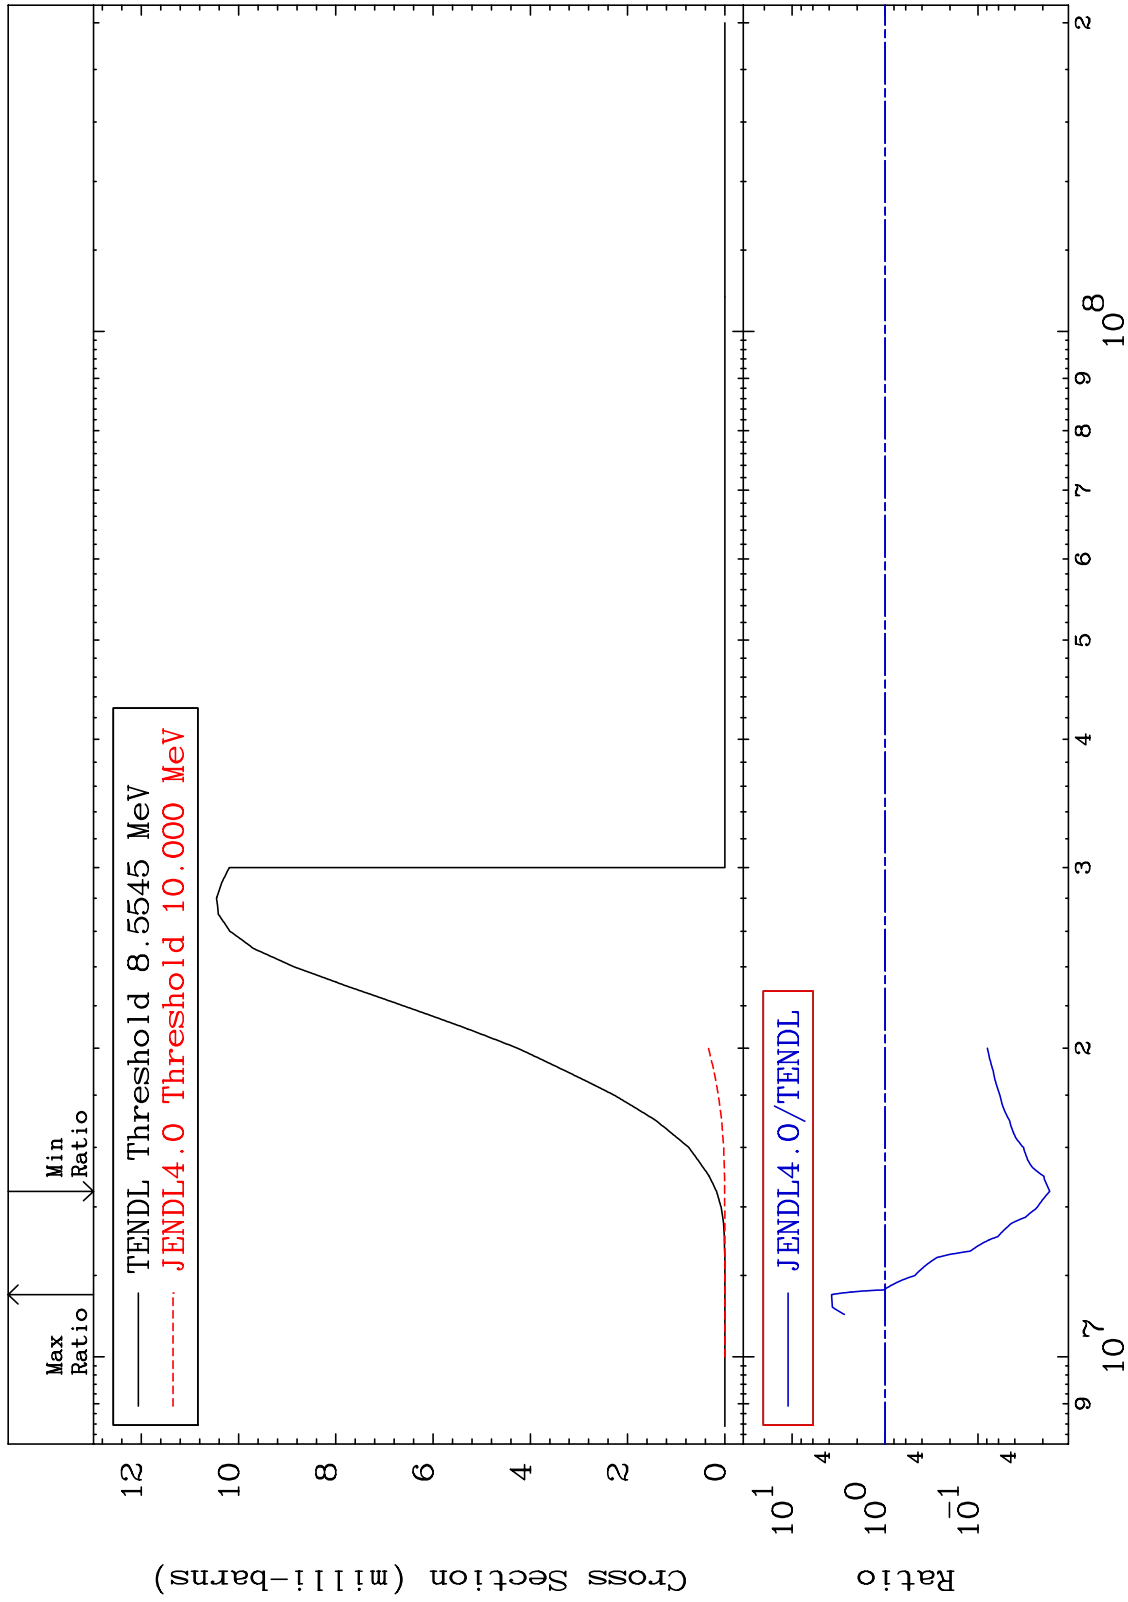 Max
Ratio
Min
Ratio
TENDL Threshold 8.5545 MeV
JENDL4.0 Threshold 10.000 MeV
12
10
8
6
4
2
0
Cross Section (milli-barns)
JENDL4.0/TENDL
10^1
4
10^0
4
10^-1
4
Ratio
9
10^7
2
3
4
5
6
7
8
9
10^8
2